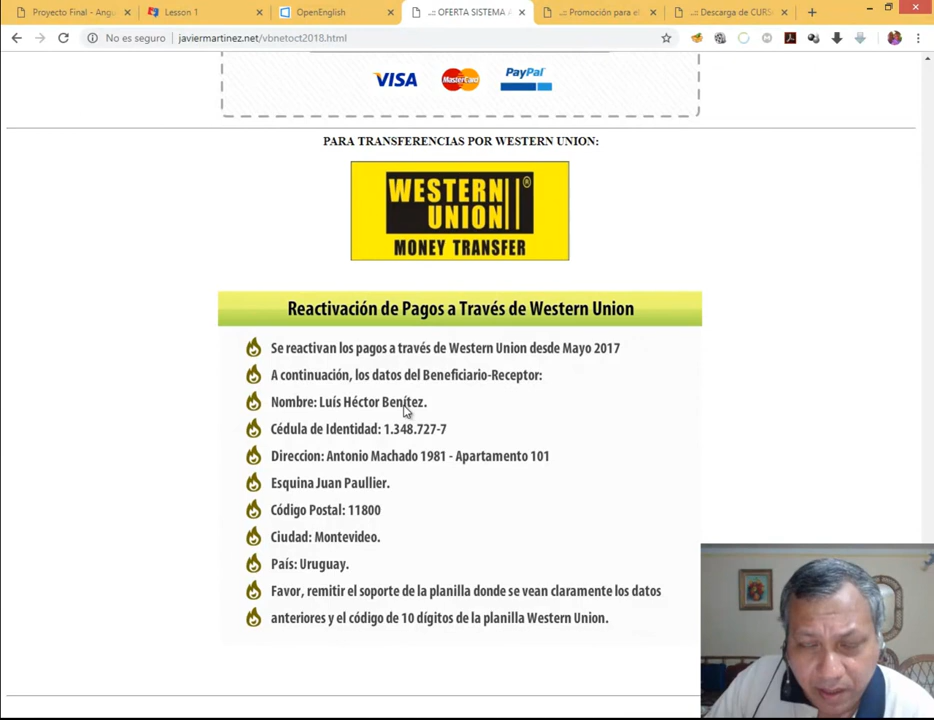 Proyecto Final - Angu
Lesson 1
OpenEnglish
..:: OFERTA SISTEMA A
..:: Promoción para el
..:: Descarga de CURS
No es seguro
javiermartinez.net/vbnetoct2018.html
VISA
MasterCard
PayPal
PARA TRANSFERENCIAS POR WESTERN UNION:
WESTERN
UNION ®
MONEY TRANSFER
Reactivación de Pagos a Través de Western Union
Se reactivan los pagos a través de Western Union desde Mayo 2017
A continuación, los datos del Beneficiario-Receptor:
Nombre: Luís Héctor Benítez.
Cédula de Identidad: 1.348.727-7
Direccion: Antonio Machado 1981 - Apartamento 101
Esquina Juan Paullier.
Código Postal: 11800
Ciudad: Montevideo.
País: Uruguay.
Favor, remitir el soporte de la planilla donde se vean claramente los datos
anteriores y el código de 10 dígitos de la planilla Western Union.